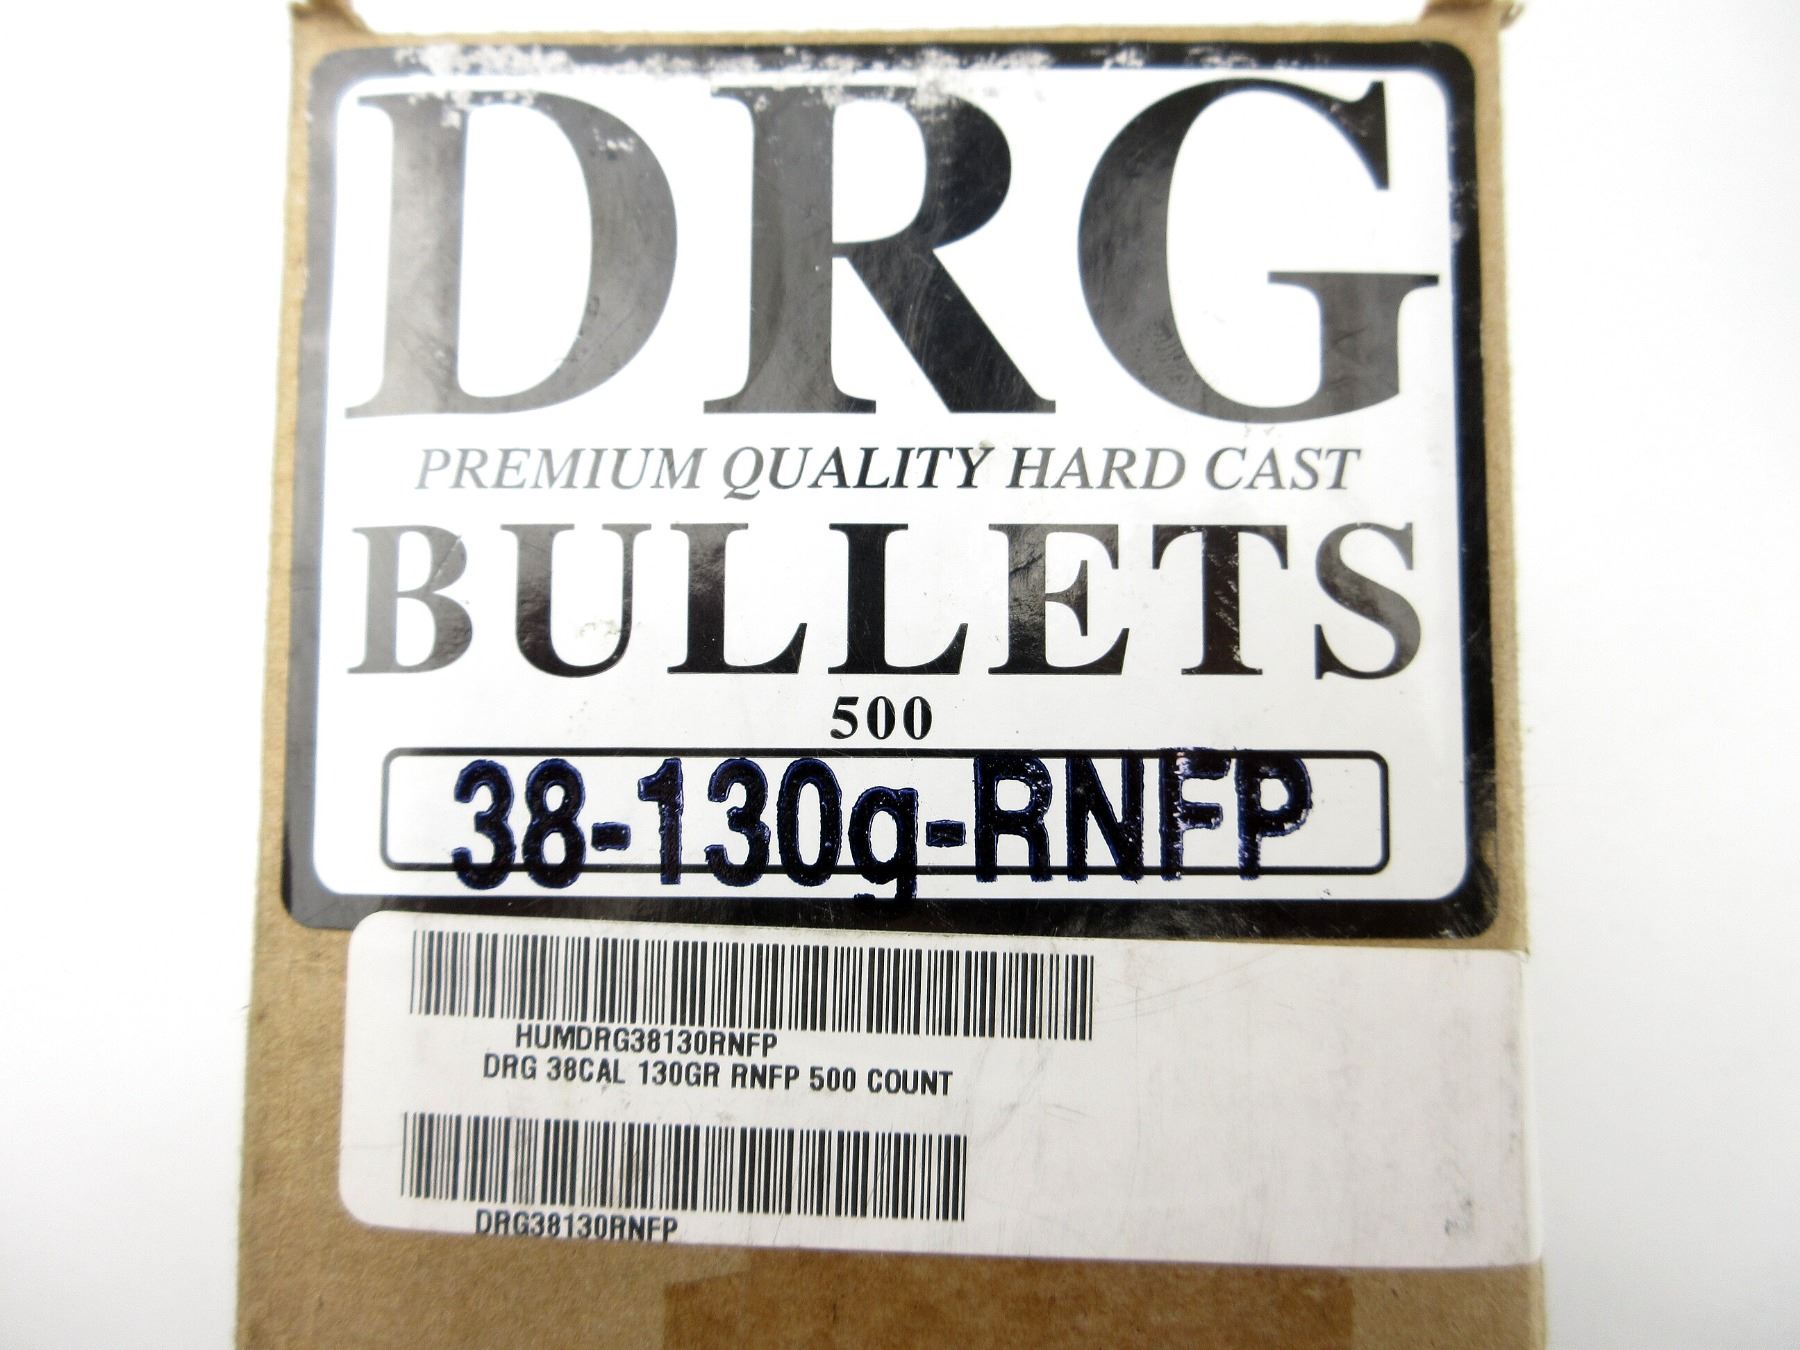 DRG
PREMIUM QUALITY HARD CAST
BULLETS
500
38-130g-RNFP
HUMDRG38130RNFP
DRG 38CAL 130GR RNFP 500 COUNT
DRG38130RNFP